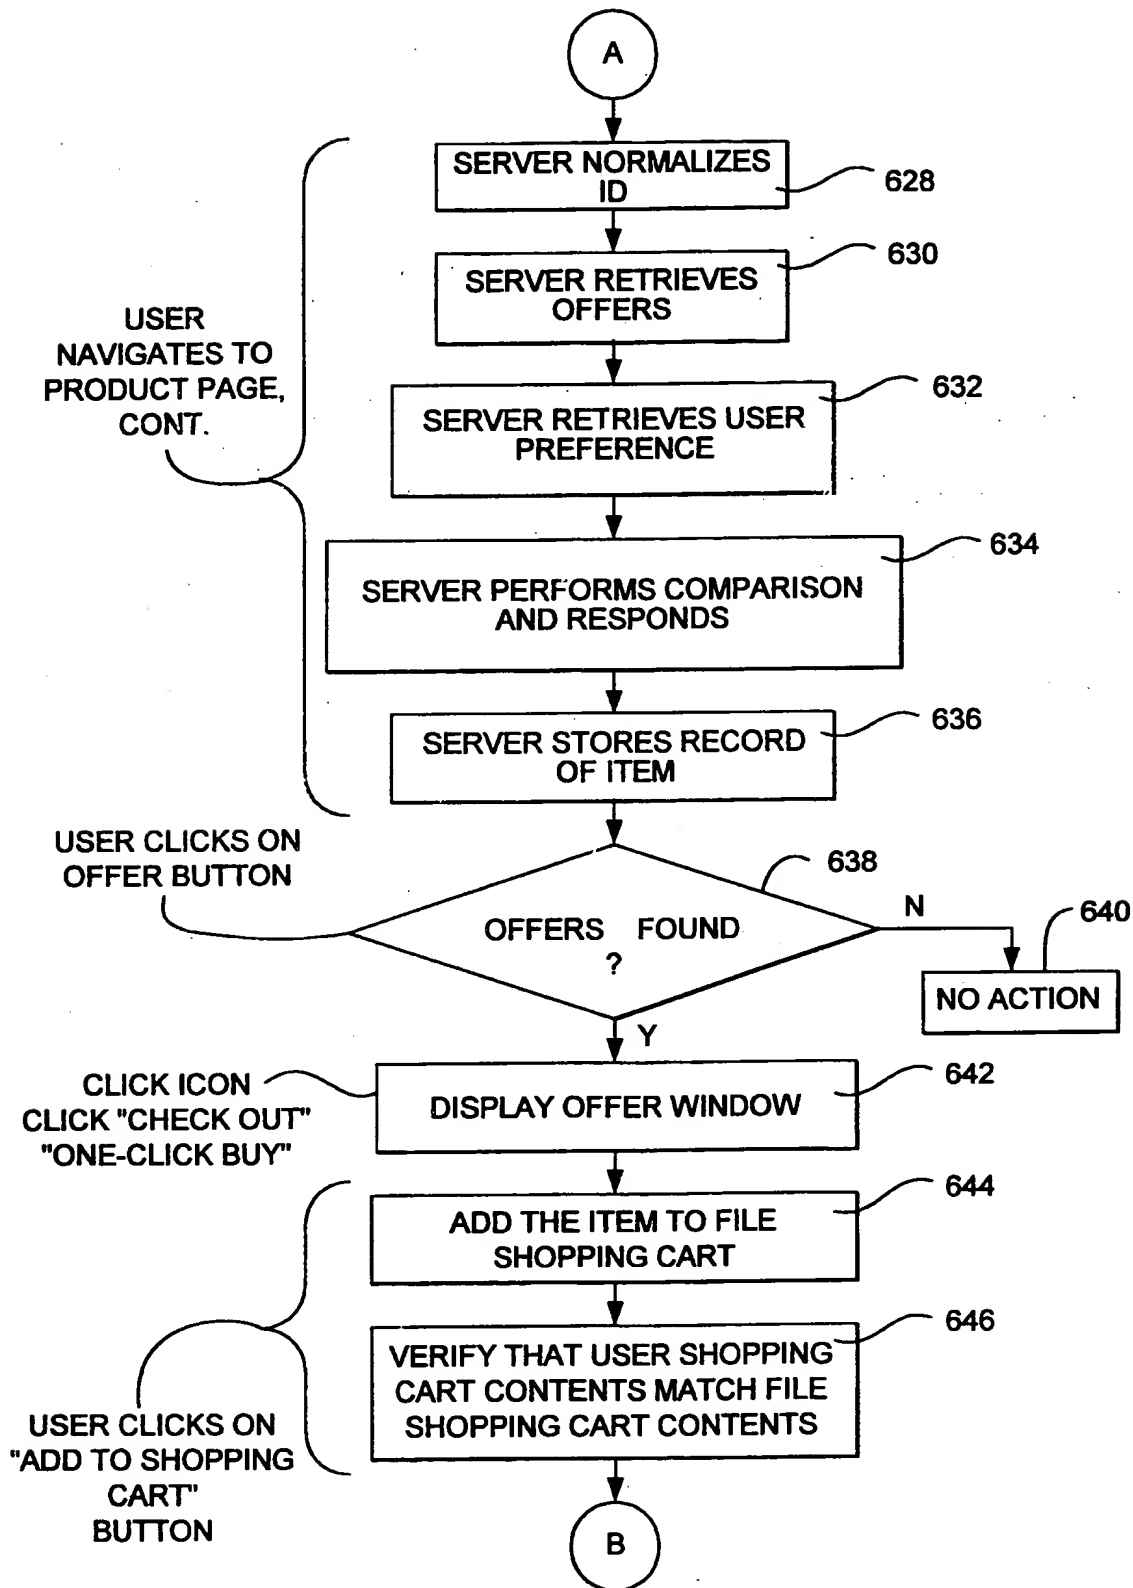 A
SERVER NORMALIZES
ID
628
630
SERVER RETRIEVES
OFFERS
USER
NAVIGATES TO
PRODUCT PAGE,
CONT.
632
SERVER RETRIEVES USER
PREFERENCE
634
SERVER PERFORMS COMPARISON
AND RESPONDS
636
SERVER STORES RECORD
OF ITEM
USER CLICKS ON
OFFER BUTTON
638
OFFERS FOUND
?
N
640
NO ACTION
Y
CLICK ICON
CLICK "CHECK OUT"
"ONE-CLICK BUY"
642
DISPLAY OFFER WINDOW
644
ADD THE ITEM TO FILE
SHOPPING CART
646
VERIFY THAT USER SHOPPING
CART CONTENTS MATCH FILE
SHOPPING CART CONTENTS
USER CLICKS ON
"ADD TO SHOPPING
CART"
BUTTON
B